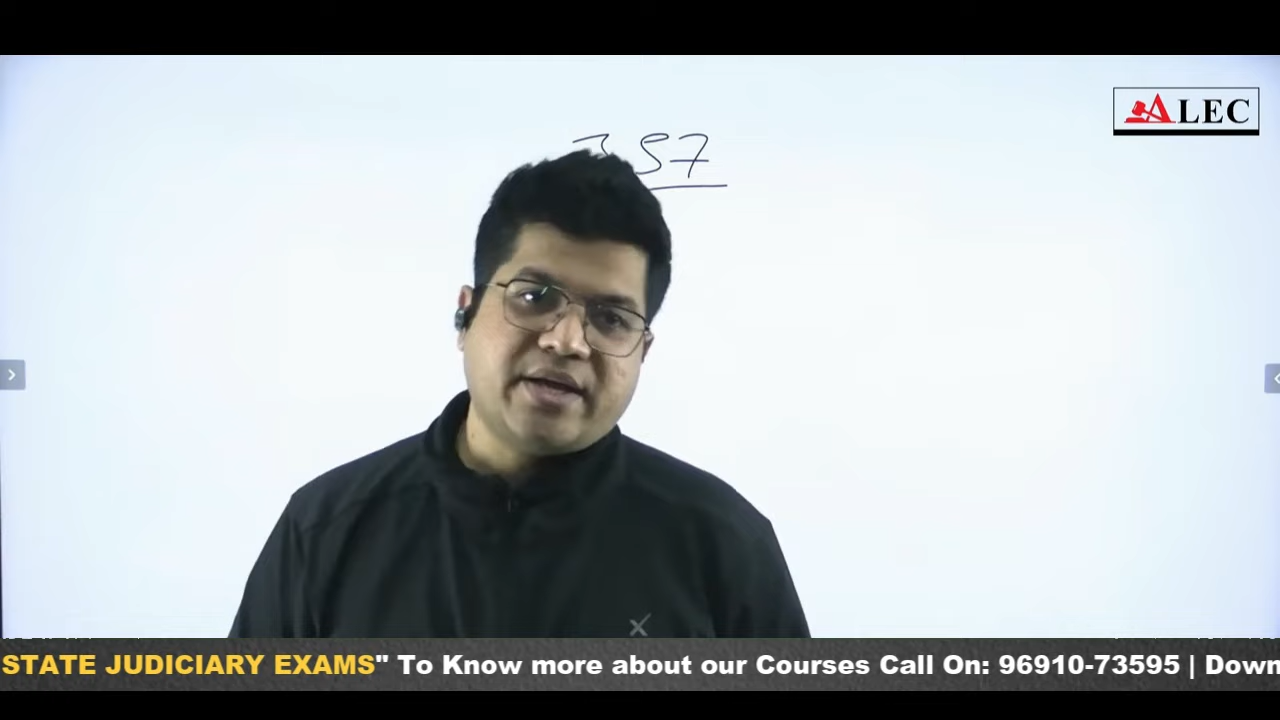 ALEC
357
STATE JUDICIARY EXAMS" To Know more about our Courses Call On: 96910-73595 | Down